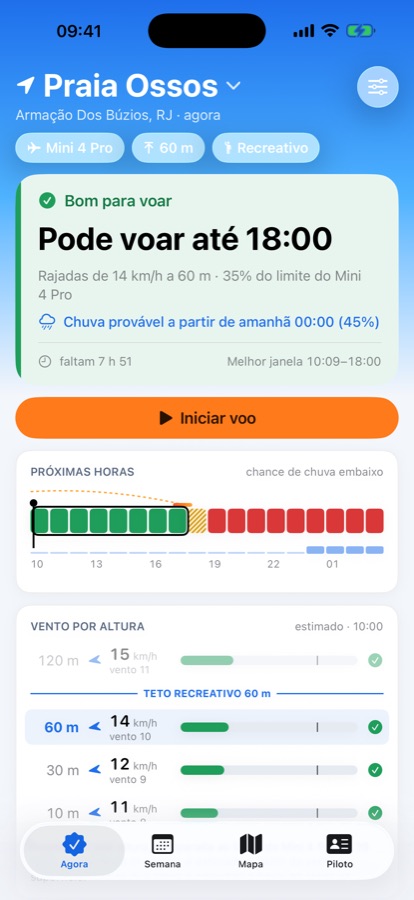 09:41
Praia Ossos
Armação Dos Búzios, RJ · agora
Mini 4 Pro
60 m
Recreativo
Bom para voar
Pode voar até 18:00
Rajadas de 14 km/h a 60 m · 35% do limite do Mini
4 Pro
Chuva provável a partir de amanhã 00:00 (45%)
faltam 7 h 51
Melhor janela 10:09–18:00
Iniciar voo
PRÓXIMAS HORAS
chance de chuva embaixo
10 13 16 19 22 01
VENTO POR ALTURA
estimado · 10:00
120 m 15 km/h
vento 11
TETO RECREATIVO 60 m
60 m 14 km/h
vento 10
30 m 12 km/h
vento 9
10 m 11 km/h
Agora Semana Mapa Piloto